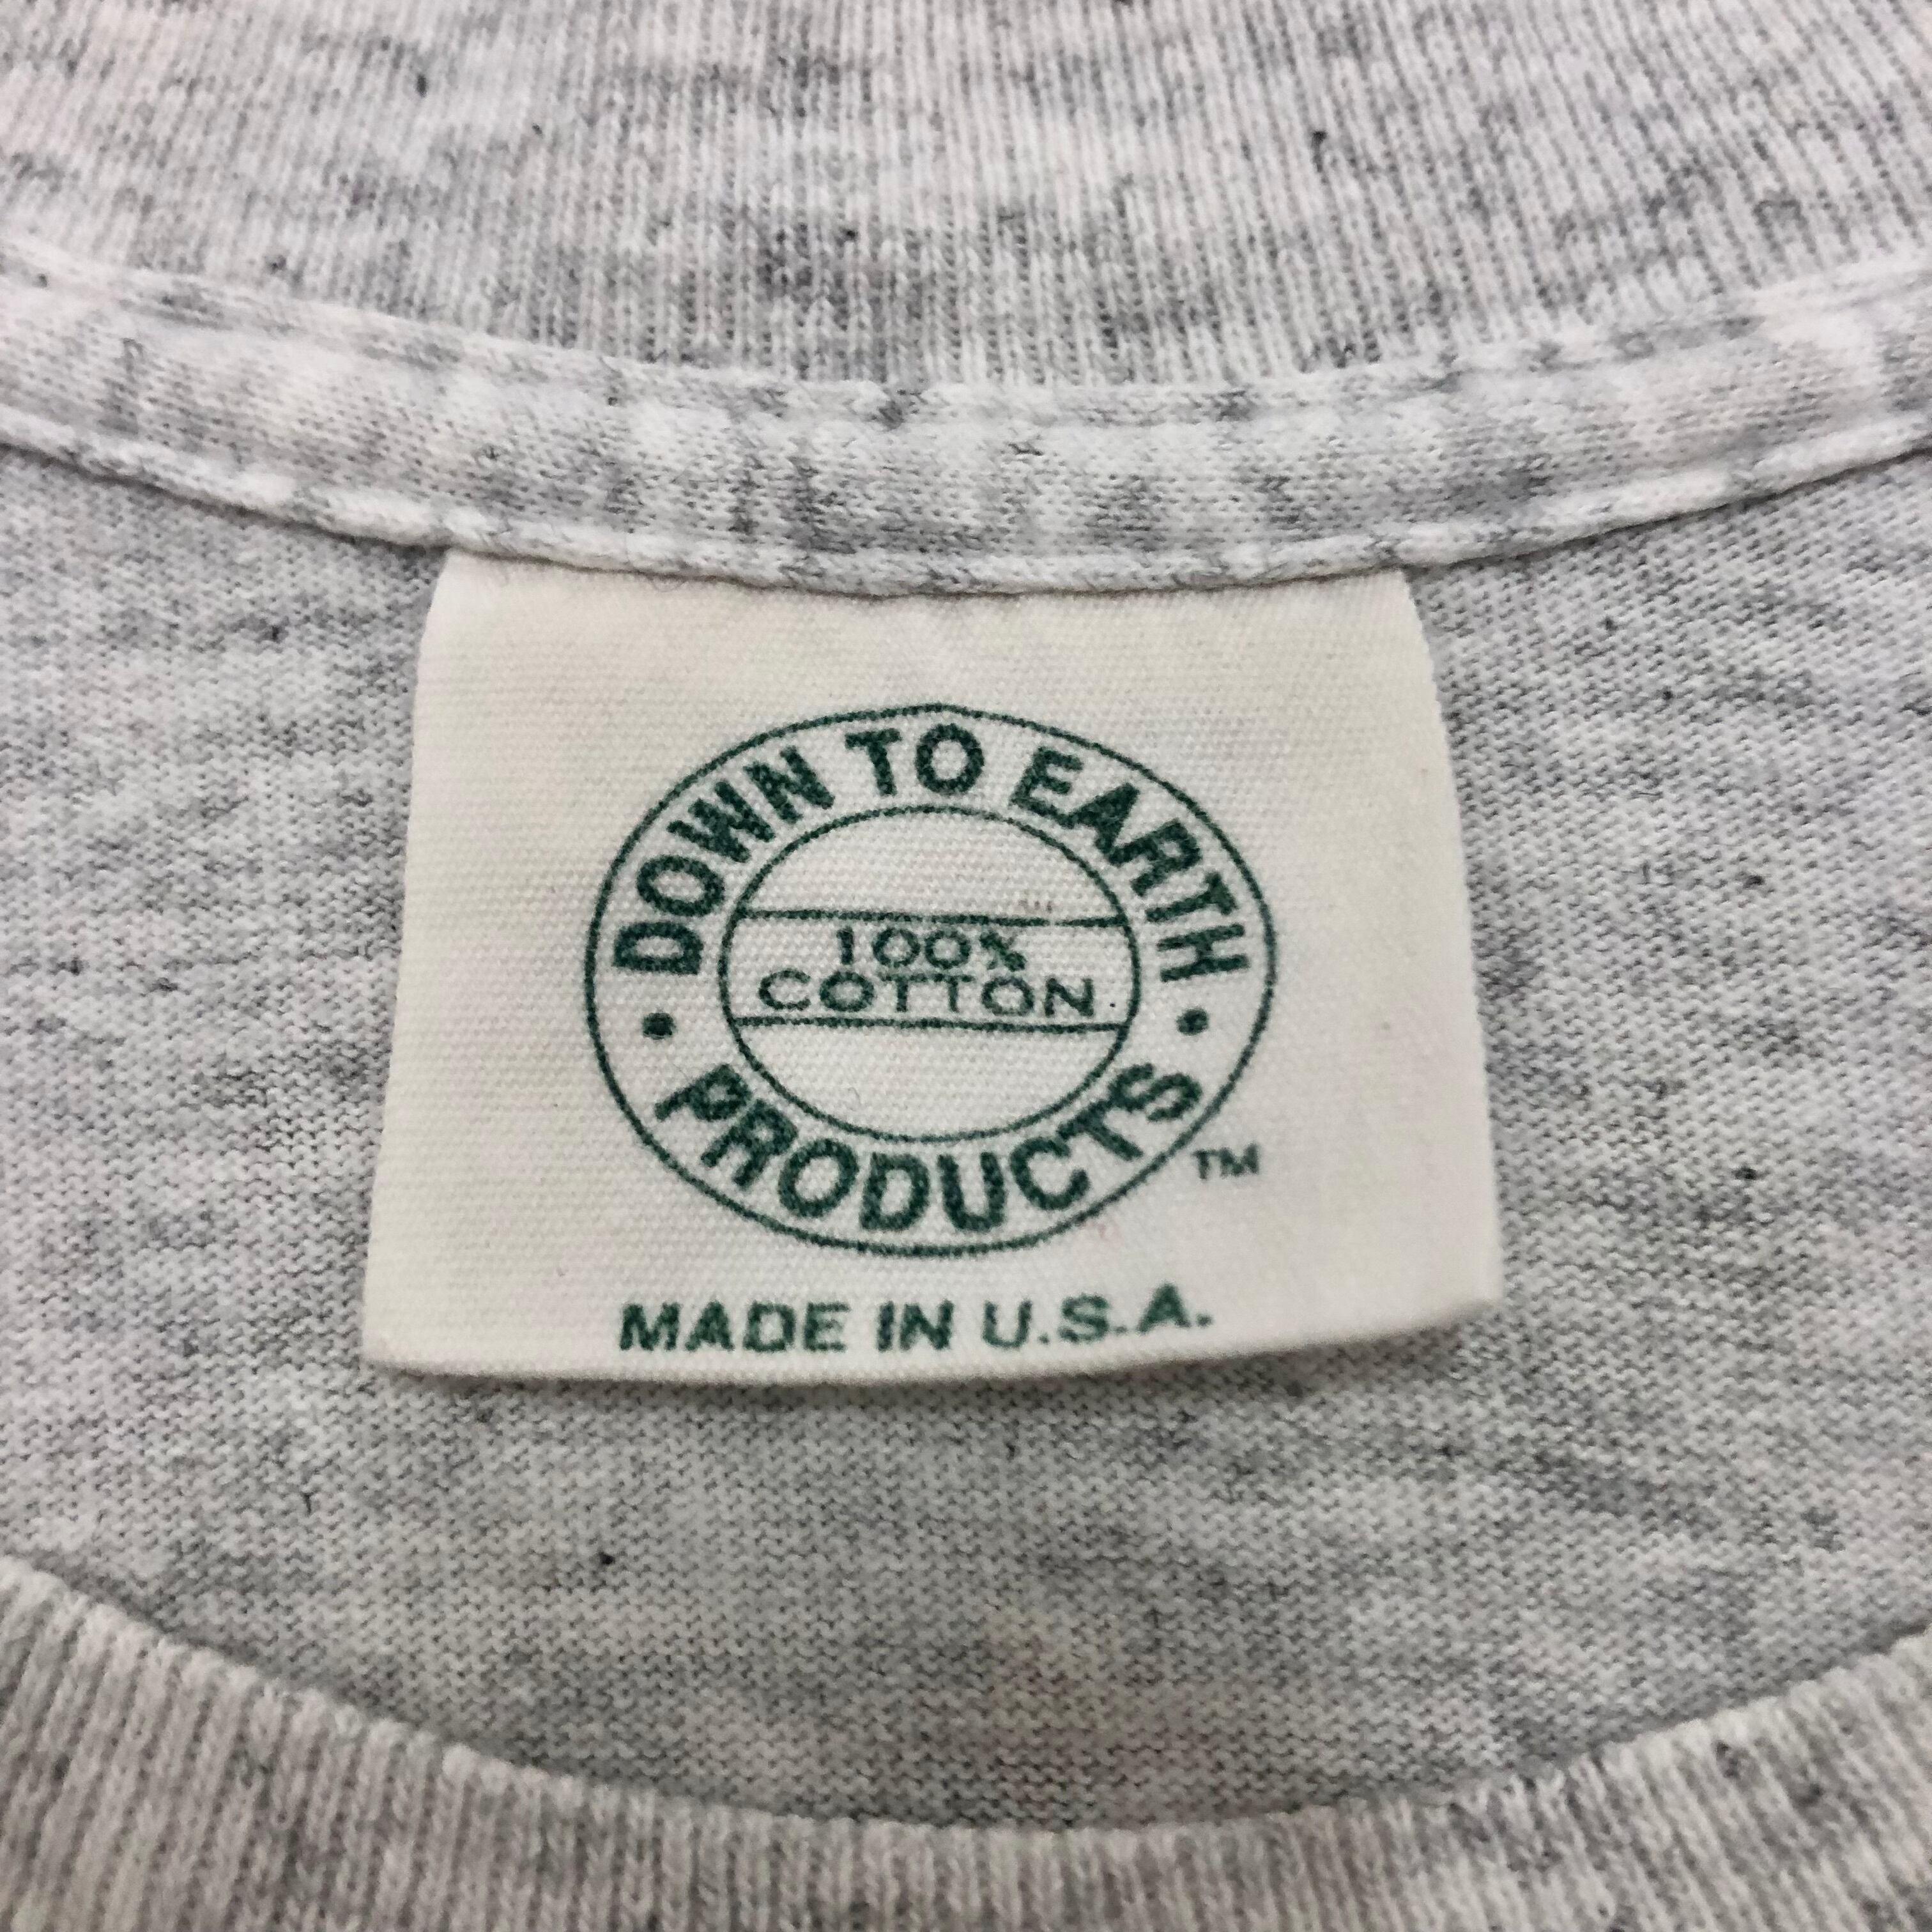 DOWN TO EARTH
100%
COTTON
• PRODUCTS •
TM
MADE IN U.S.A.